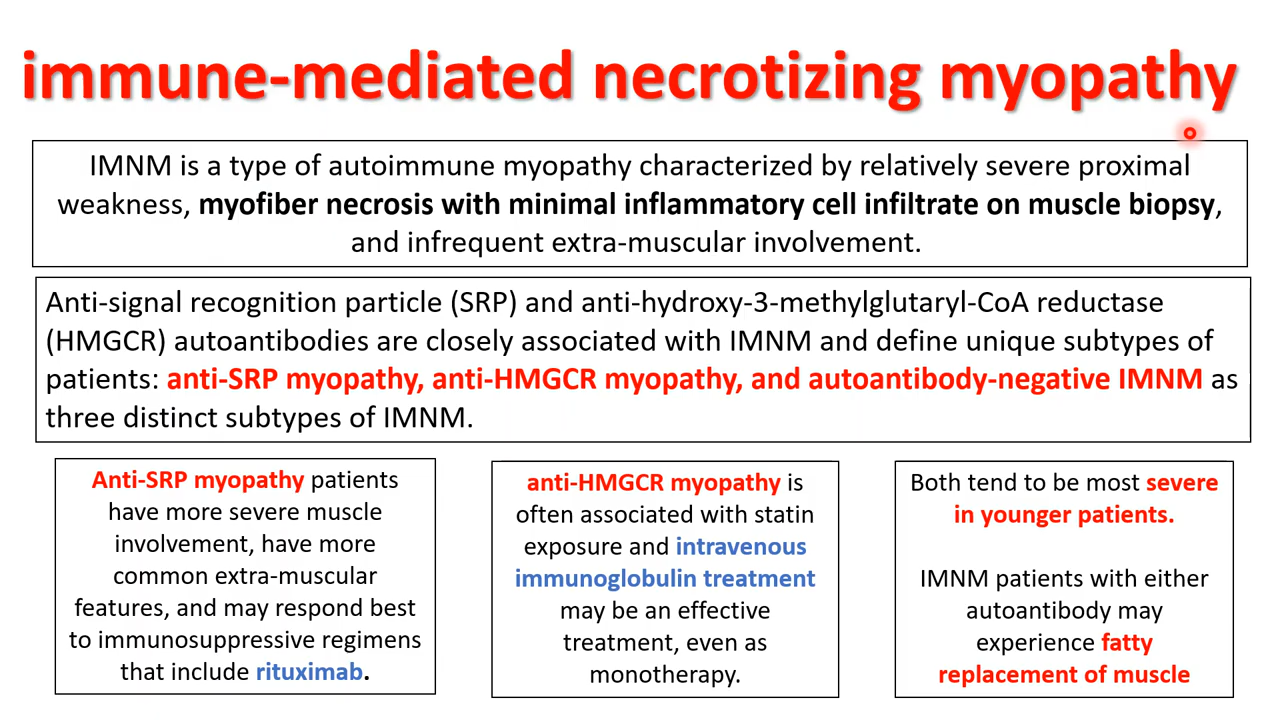 immune-mediated necrotizing myopathy
IMNM is a type of autoimmune myopathy characterized by relatively severe proximal
weakness, myofiber necrosis with minimal inflammatory cell infiltrate on muscle biopsy,
and infrequent extra-muscular involvement.
Anti-signal recognition particle (SRP) and anti-hydroxy-3-methylglutaryl-CoA reductase
(HMGCR) autoantibodies are closely associated with IMNM and define unique subtypes of
patients: anti-SRP myopathy, anti-HMGCR myopathy, and autoantibody-negative IMNM as
three distinct subtypes of IMNM.
Anti-SRP myopathy patients
have more severe muscle
involvement, have more
common extra-muscular
features, and may respond best
to immunosuppressive regimens
that include rituximab.
anti-HMGCR myopathy is
often associated with statin
exposure and intravenous
immunoglobulin treatment
may be an effective
treatment, even as
monotherapy.
Both tend to be most severe
in younger patients.
IMNM patients with either
autoantibody may
experience fatty
replacement of muscle